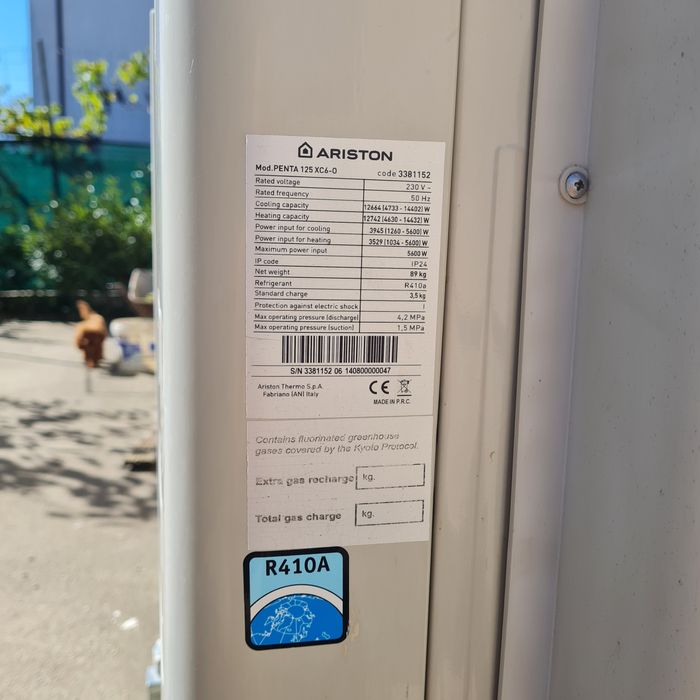 ARISTON
Mod.PENTA 125 XC6-O code 3381152
Rated voltage 230 V ~
Rated frequency 50 Hz
Cooling capacity 12664 (4733 - 14402) W
Heating capacity 12742 (4630 - 14432) W
Power input for cooling 3945 (1260 - 5600) W
Power input for heating 3529 (1034 - 5600) W
Maximum power input 5600 W
IP code IP24
Net weight 89 kg
Refrigerant R410a
Standard charge 3,5 kg
Protection against electric shock I
Max operating pressure (discharge) 4,2 MPa
Max operating pressure (suction) 1,5 MPa
S/N 3381152 06 140800000047
Ariston Thermo S.p.A.
Fabriano (AN) Italy
CE
MADE IN P.R.C.
Contains fluorinated greenhouse
gases covered by the Kyoto Protocol.
Extra gas recharge kg.
Total gas charge kg.
R410A